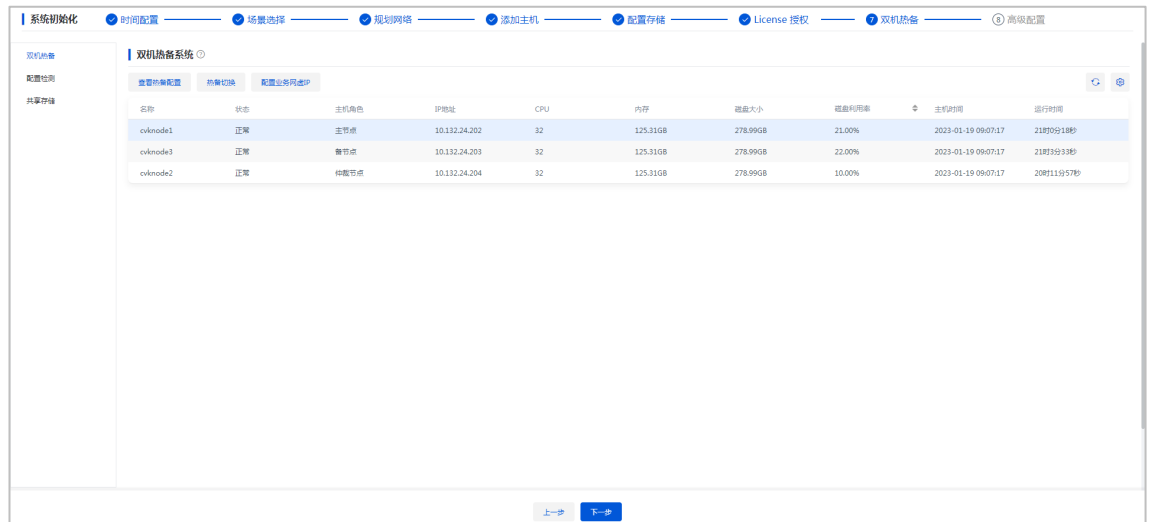 系统初始化 时间配置 场景选择 规划网络 添加主机 配置存储 License 授权 7 双机热备 8 高级配置
双机热备
配置检测
共享存储
双机热备系统
查看热备配置 热备切换 配置业务网虚IP
名称 状态 主机角色 IP地址 CPU 内存 磁盘大小 磁盘利用率 主机时间 运行时间
cvknode1 正常 主节点 10.132.24.202 32 125.31GB 278.99GB 21.00% 2023-01-19 09:07:17 21时0分18秒
cvknode3 正常 备节点 10.132.24.203 32 125.31GB 278.99GB 22.00% 2023-01-19 09:07:17 21时3分33秒
cvknode2 正常 仲裁节点 10.132.24.204 32 125.31GB 278.99GB 10.00% 2023-01-19 09:07:17 20时11分57秒
上一步 下一步